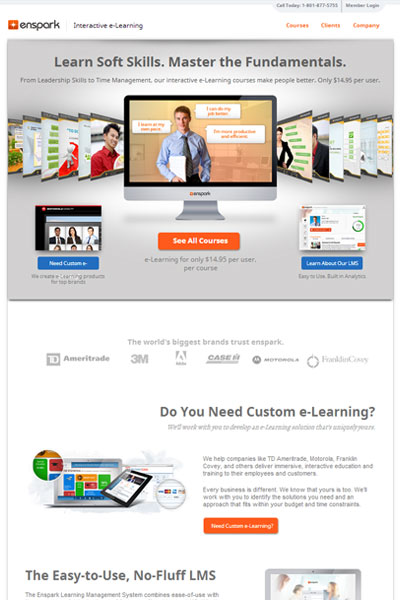 Call Today: 1-801-877-5755 Member Login
enspark Interactive e-Learning
Courses Clients Company
Learn Soft Skills. Master the Fundamentals.
From Leadership Skills to Time Management, our interactive e-Learning courses make people better. Only $14.95 per user.
I can do my job better.
I learn at my own pace.
I'm more productive and efficient.
enspark
See All Courses
Need Custom e-
Learn About Our LMS
We create e-Learning products
for top brands
e-Learning for only $14.95 per user.
per course
Easy to Use. Built in Analytics.
The world's biggest brands trust enspark.
TD Ameritrade 3M Adobe CASE IH MOTOROLA FranklinCovey
Do You Need Custom e-Learning?
We'll work with you to develop an e-Learning solution that's uniquely yours.
We help companies like TD Ameritrade, Motorola, Franklin
Covey, and others deliver immersive, interactive education and
training to their employees and customers.
Every business is different. We know that yours is too. We'll
work with you to identify the solutions you need and an
approach that fits within your budget and time constraints.
Need Custom e-Learning?
The Easy-to-Use, No-Fluff LMS
The Enspark Learning Management System combines ease-of-use with